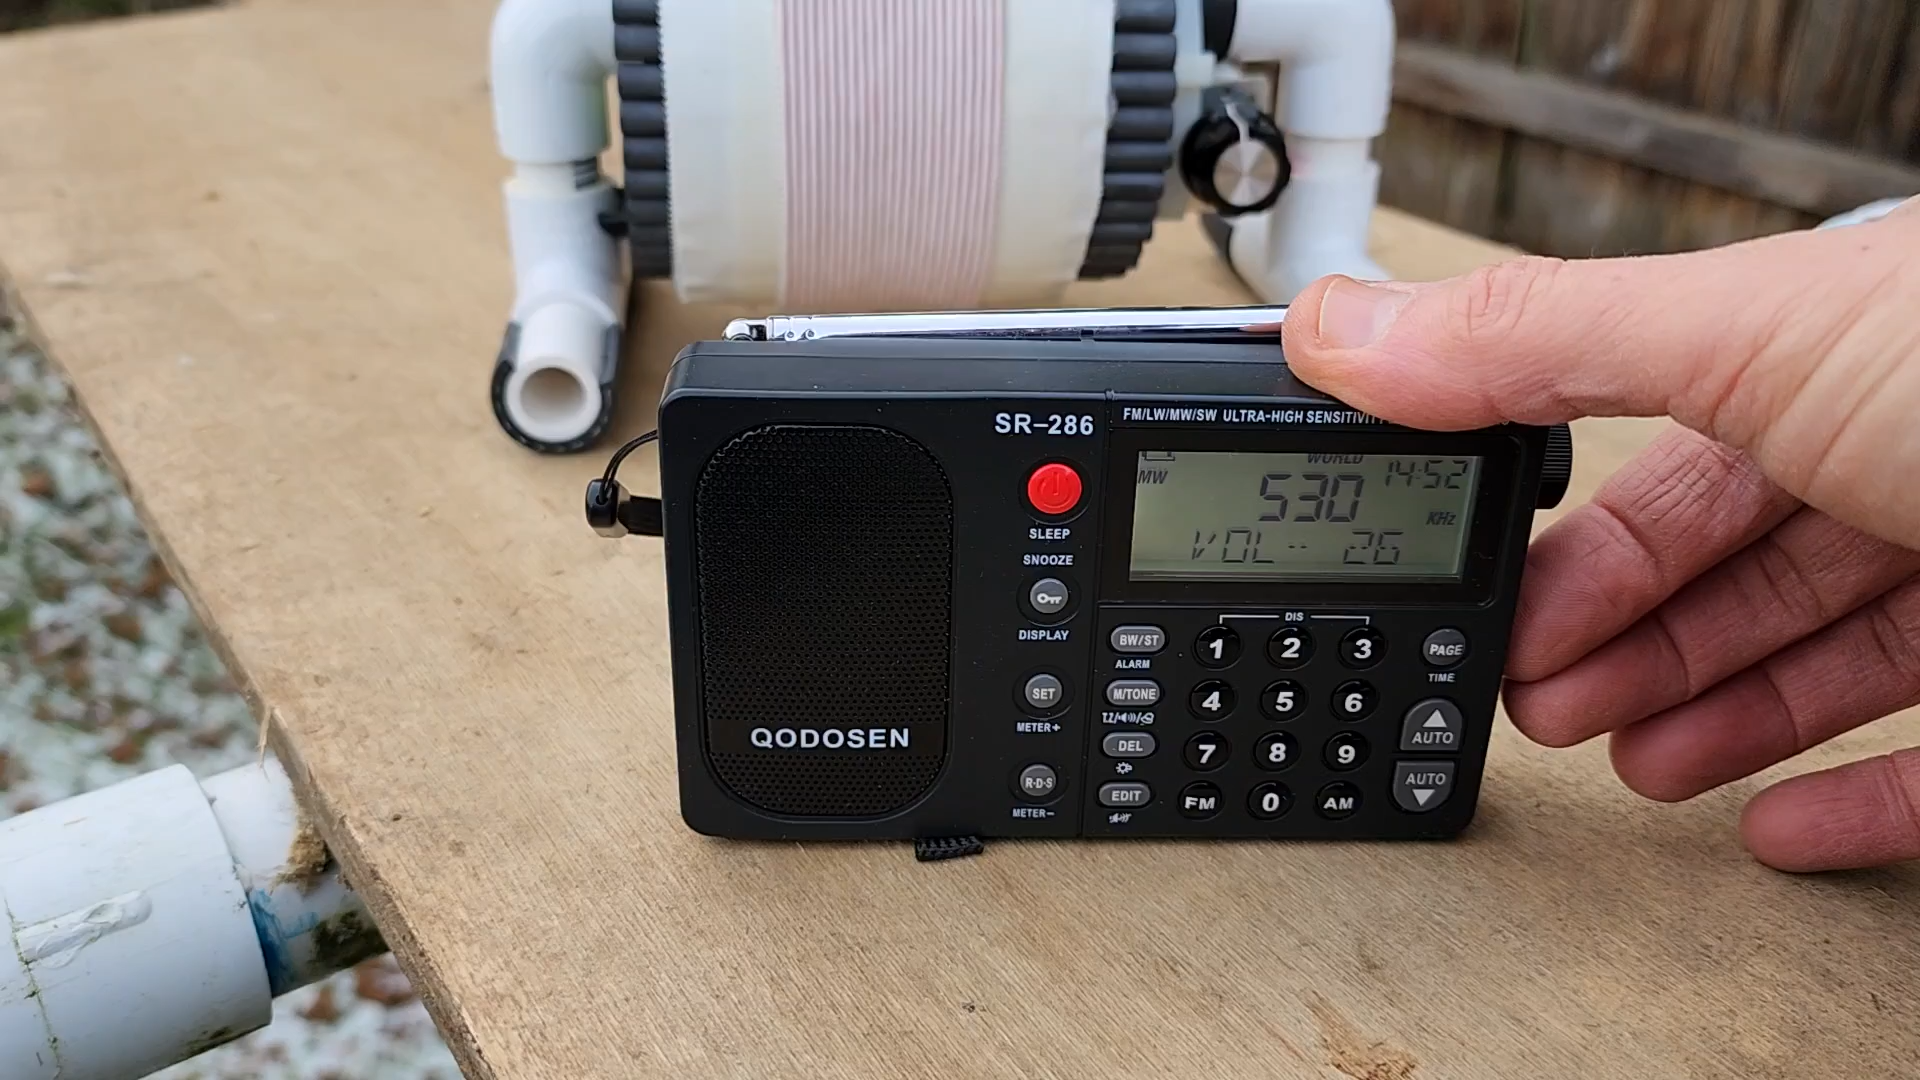 SR-286
FM/LW/MW/SW ULTRA-HIGH
WORLD
MW
530
14:52
KHz
VOL-- 26
SLEEP
SNOOZE
DISPLAY
SET
METER+
R·D·S
METER-
QODOSEN
DIS
BW/ST
1
2
3
PAGE
ALARM
TIME
M/TONE
4
5
6
ZZ/
DEL
7
8
9
AUTO
EDIT
FM
0
AM
AUTO